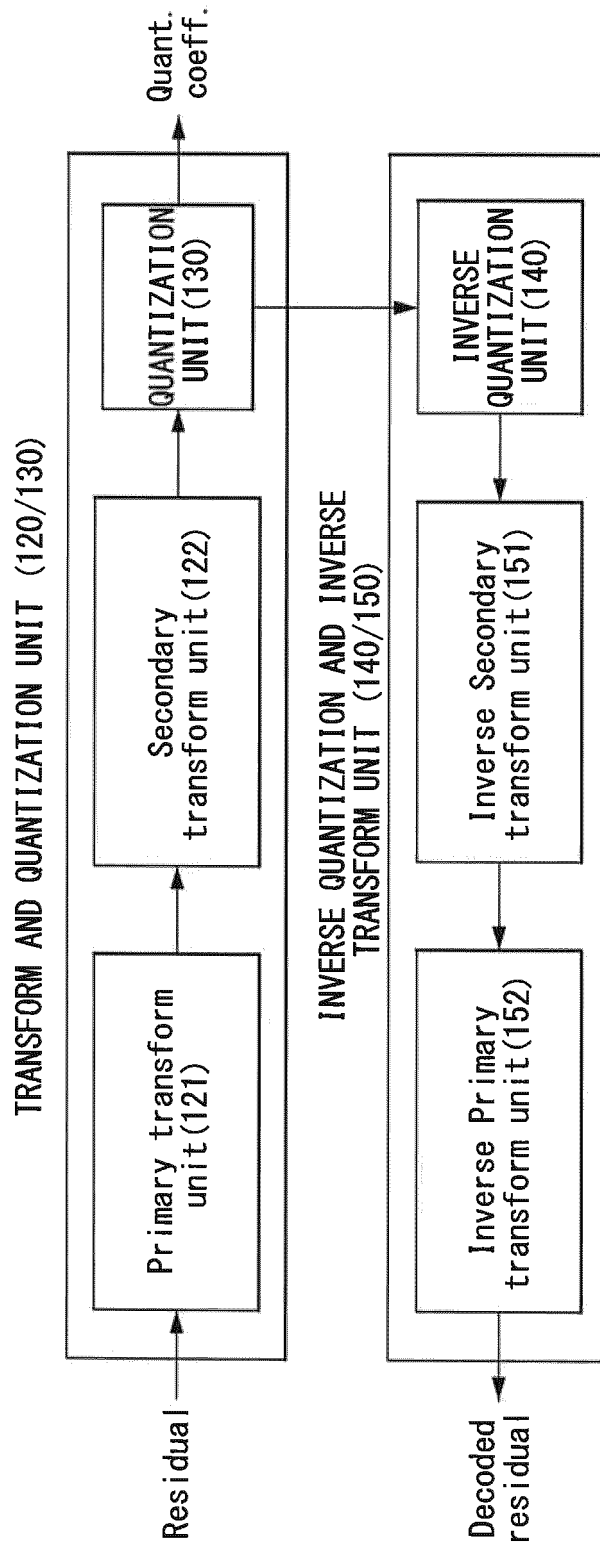 TRANSFORM AND QUANTIZATION UNIT (120/130)
Residual
Primary transform
unit(121)
Secondary
transform unit(122)
QUANTIZATION
UNIT(130)
Quant.
coeff.
INVERSE QUANTIZATION AND INVERSE
TRANSFORM UNIT (140/150)
Decoded
residual
Inverse Primary
transform unit(152)
Inverse Secondary
transform unit(151)
INVERSE
QUANTIZATION
UNIT(140)